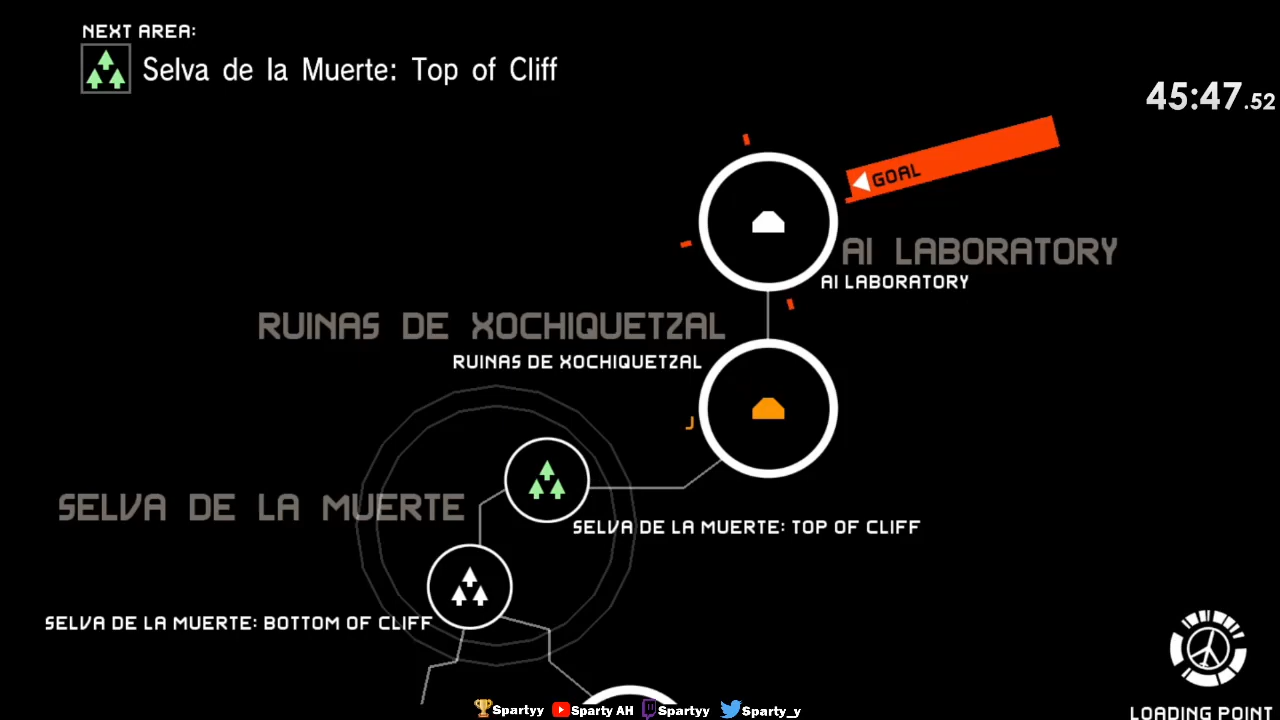 NEXT AREA:
Selva de la Muerte: Top of Cliff
45:47.52
GOAL
AI LABORATORY
AI LABORATORY
RUINAS DE XOCHIQUETZAL
RUINAS DE XOCHIQUETZAL
SELVA DE LA MUERTE
SELVA DE LA MUERTE: TOP OF CLIFF
SELVA DE LA MUERTE: BOTTOM OF CLIFF
Spartyy Sparty AH Spartyy Sparty_y
LOADING POINT